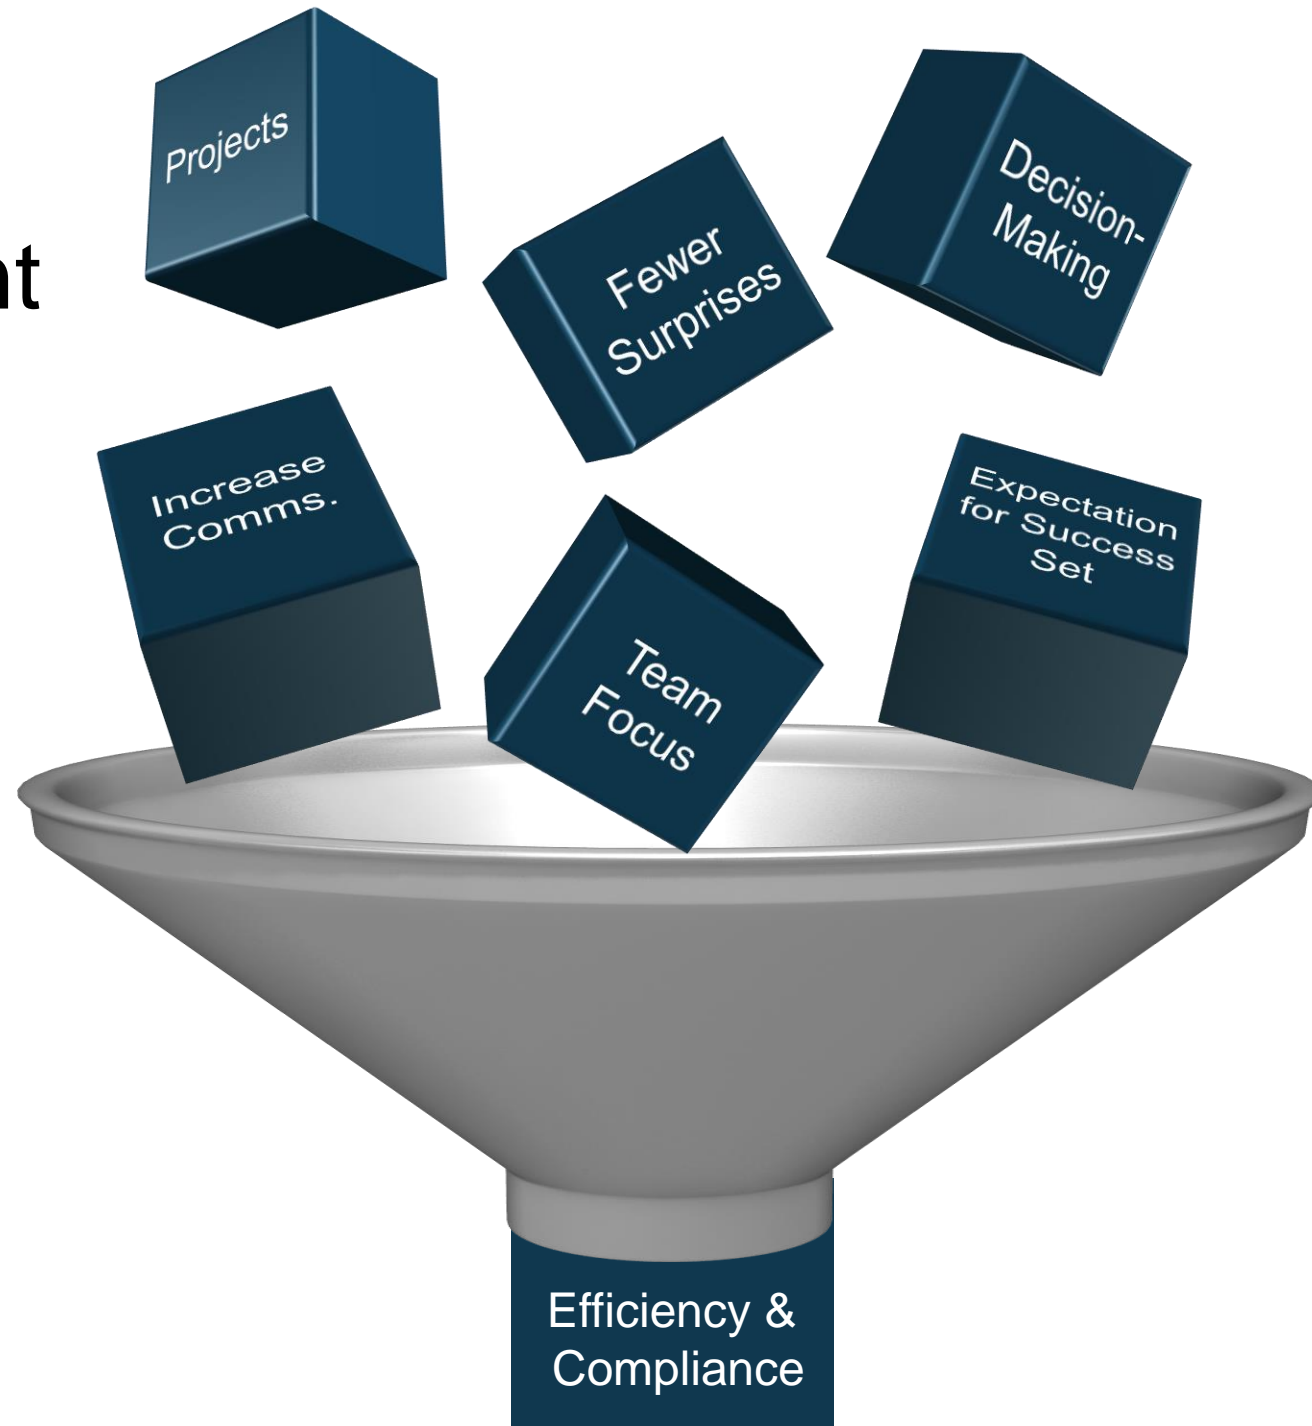 Projects
Decision-
Making
Fewer
Surprises
Increase
Comms.
Expectation
for Success
Set
Team
Focus
Efficiency &
Compliance